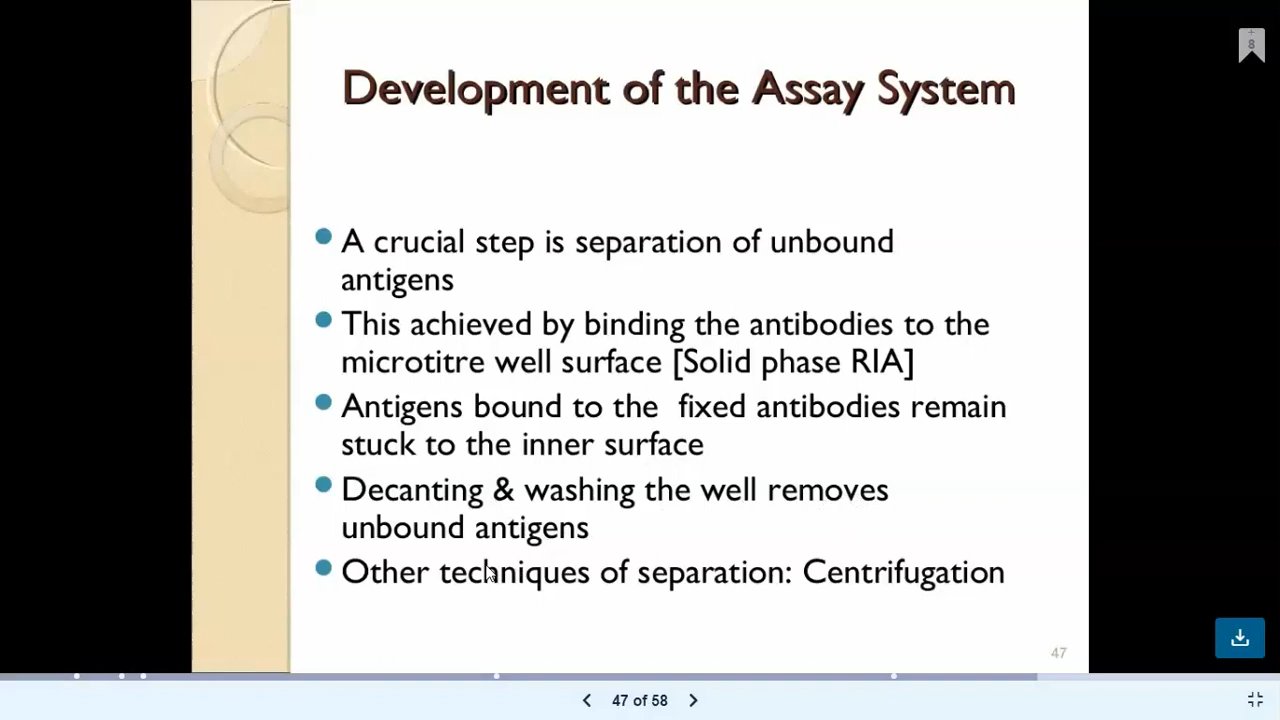 Development of the Assay System
A crucial step is separation of unbound
antigens
This achieved by binding the antibodies to the
microtitre well surface [Solid phase RIA]
Antigens bound to the fixed antibodies remain
stuck to the inner surface
Decanting & washing the well removes
unbound antigens
Other techniques of separation: Centrifugation
47
8
47 of 58